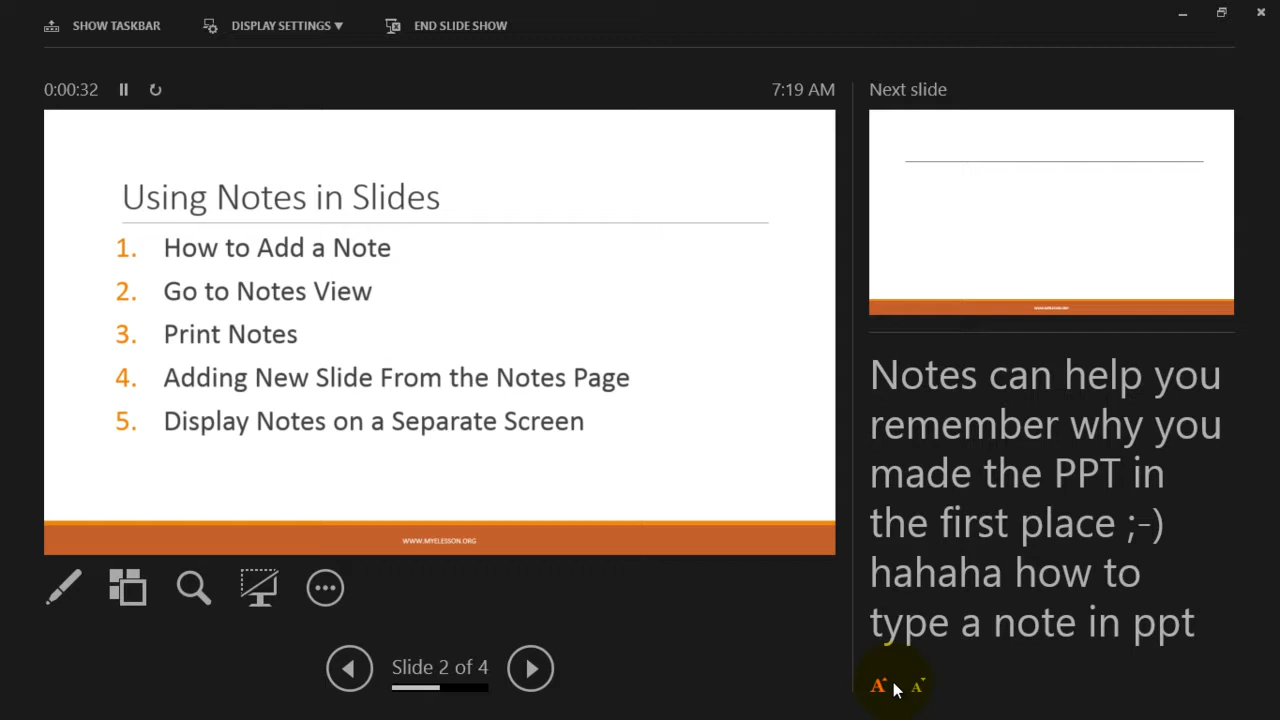 SHOW TASKBAR DISPLAY SETTINGS ▼ END SLIDE SHOW
0:00:32 7:19 AM Next slide
Using Notes in Slides
1. How to Add a Note
2. Go to Notes View
3. Print Notes
4. Adding New Slide From the Notes Page
5. Display Notes on a Separate Screen
WWW.MYELESSON.ORG
Slide 2 of 4
WWW.MYELESSON.ORG
Notes can help you
remember why you
made the PPT in
the first place ;-)
hahaha how to
type a note in ppt
A A